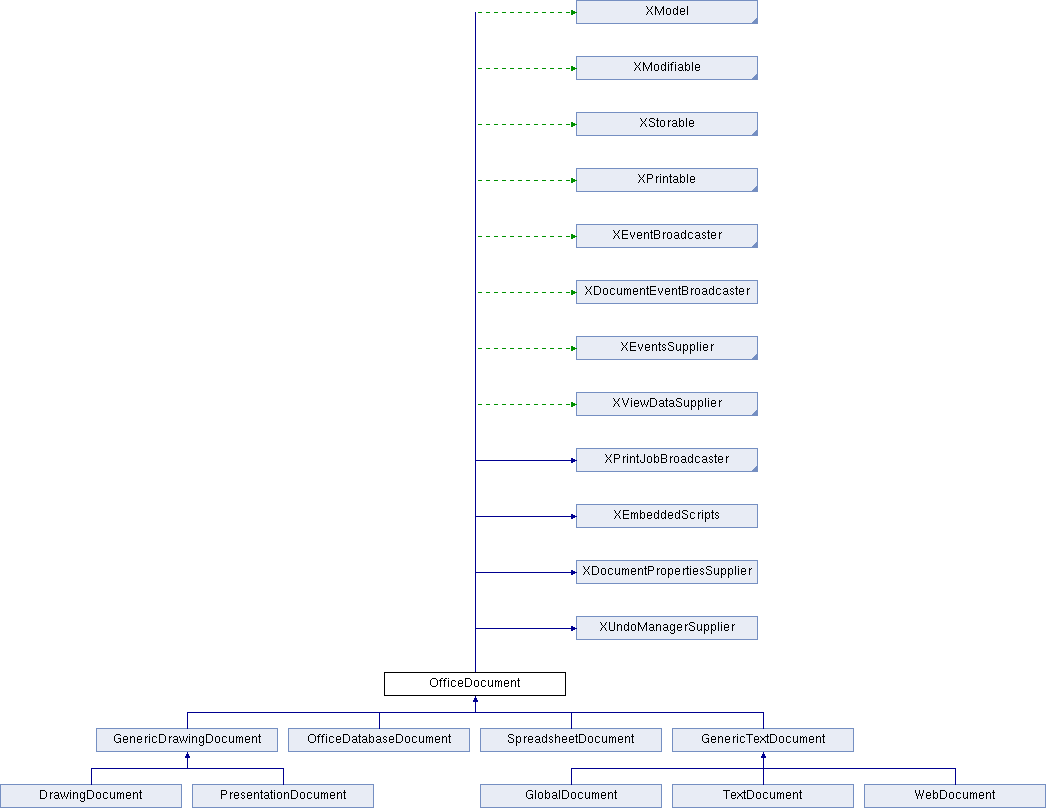 XModel
XModifiable
XStorable
XPrintable
XEventBroadcaster
XDocumentEventBroadcaster
XEventsSupplier
XViewDataSupplier
XPrintJobBroadcaster
XEmbeddedScripts
XDocumentPropertiesSupplier
XUndoManagerSupplier
OfficeDocument
GenericDrawingDocument OfficeDatabaseDocument SpreadsheetDocument GenericTextDocument
DrawingDocument PresentationDocument GlobalDocument TextDocument WebDocument